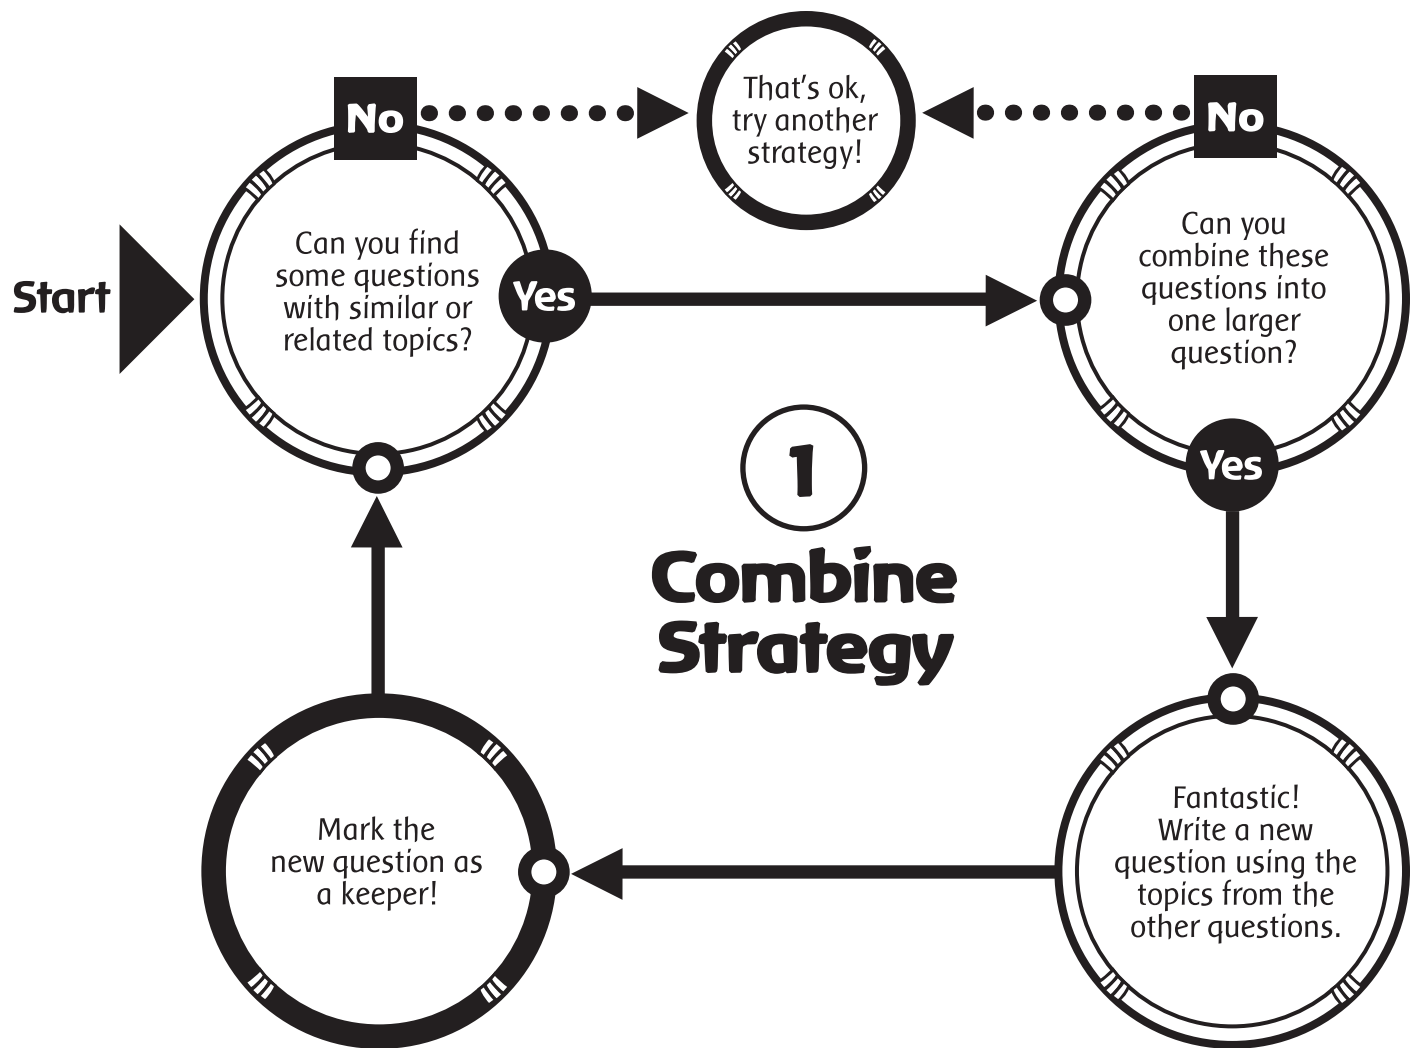 Start
No
Can you find
some questions
with similar or
related topics?
Yes
That's ok,
try another
strategy!
No
Can you
combine these
questions into
one larger
question?
Yes
1
Combine
Strategy
Fantastic!
Write a new
question using the
topics from the
other questions.
Mark the
new question as
a keeper!